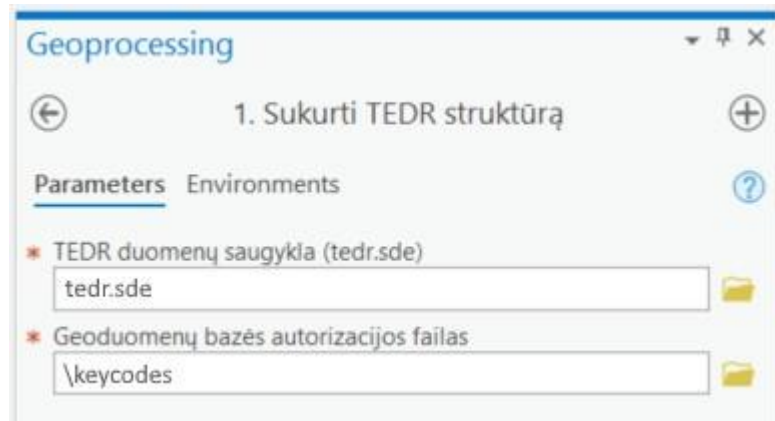 Geoprocessing
1. Sukurti TEDR struktūrą
Parameters Environments
* TEDR duomenų saugykla (tedr.sde)
tedr.sde
* Geoduomenų bazės autorizacijos failas
\keycodes